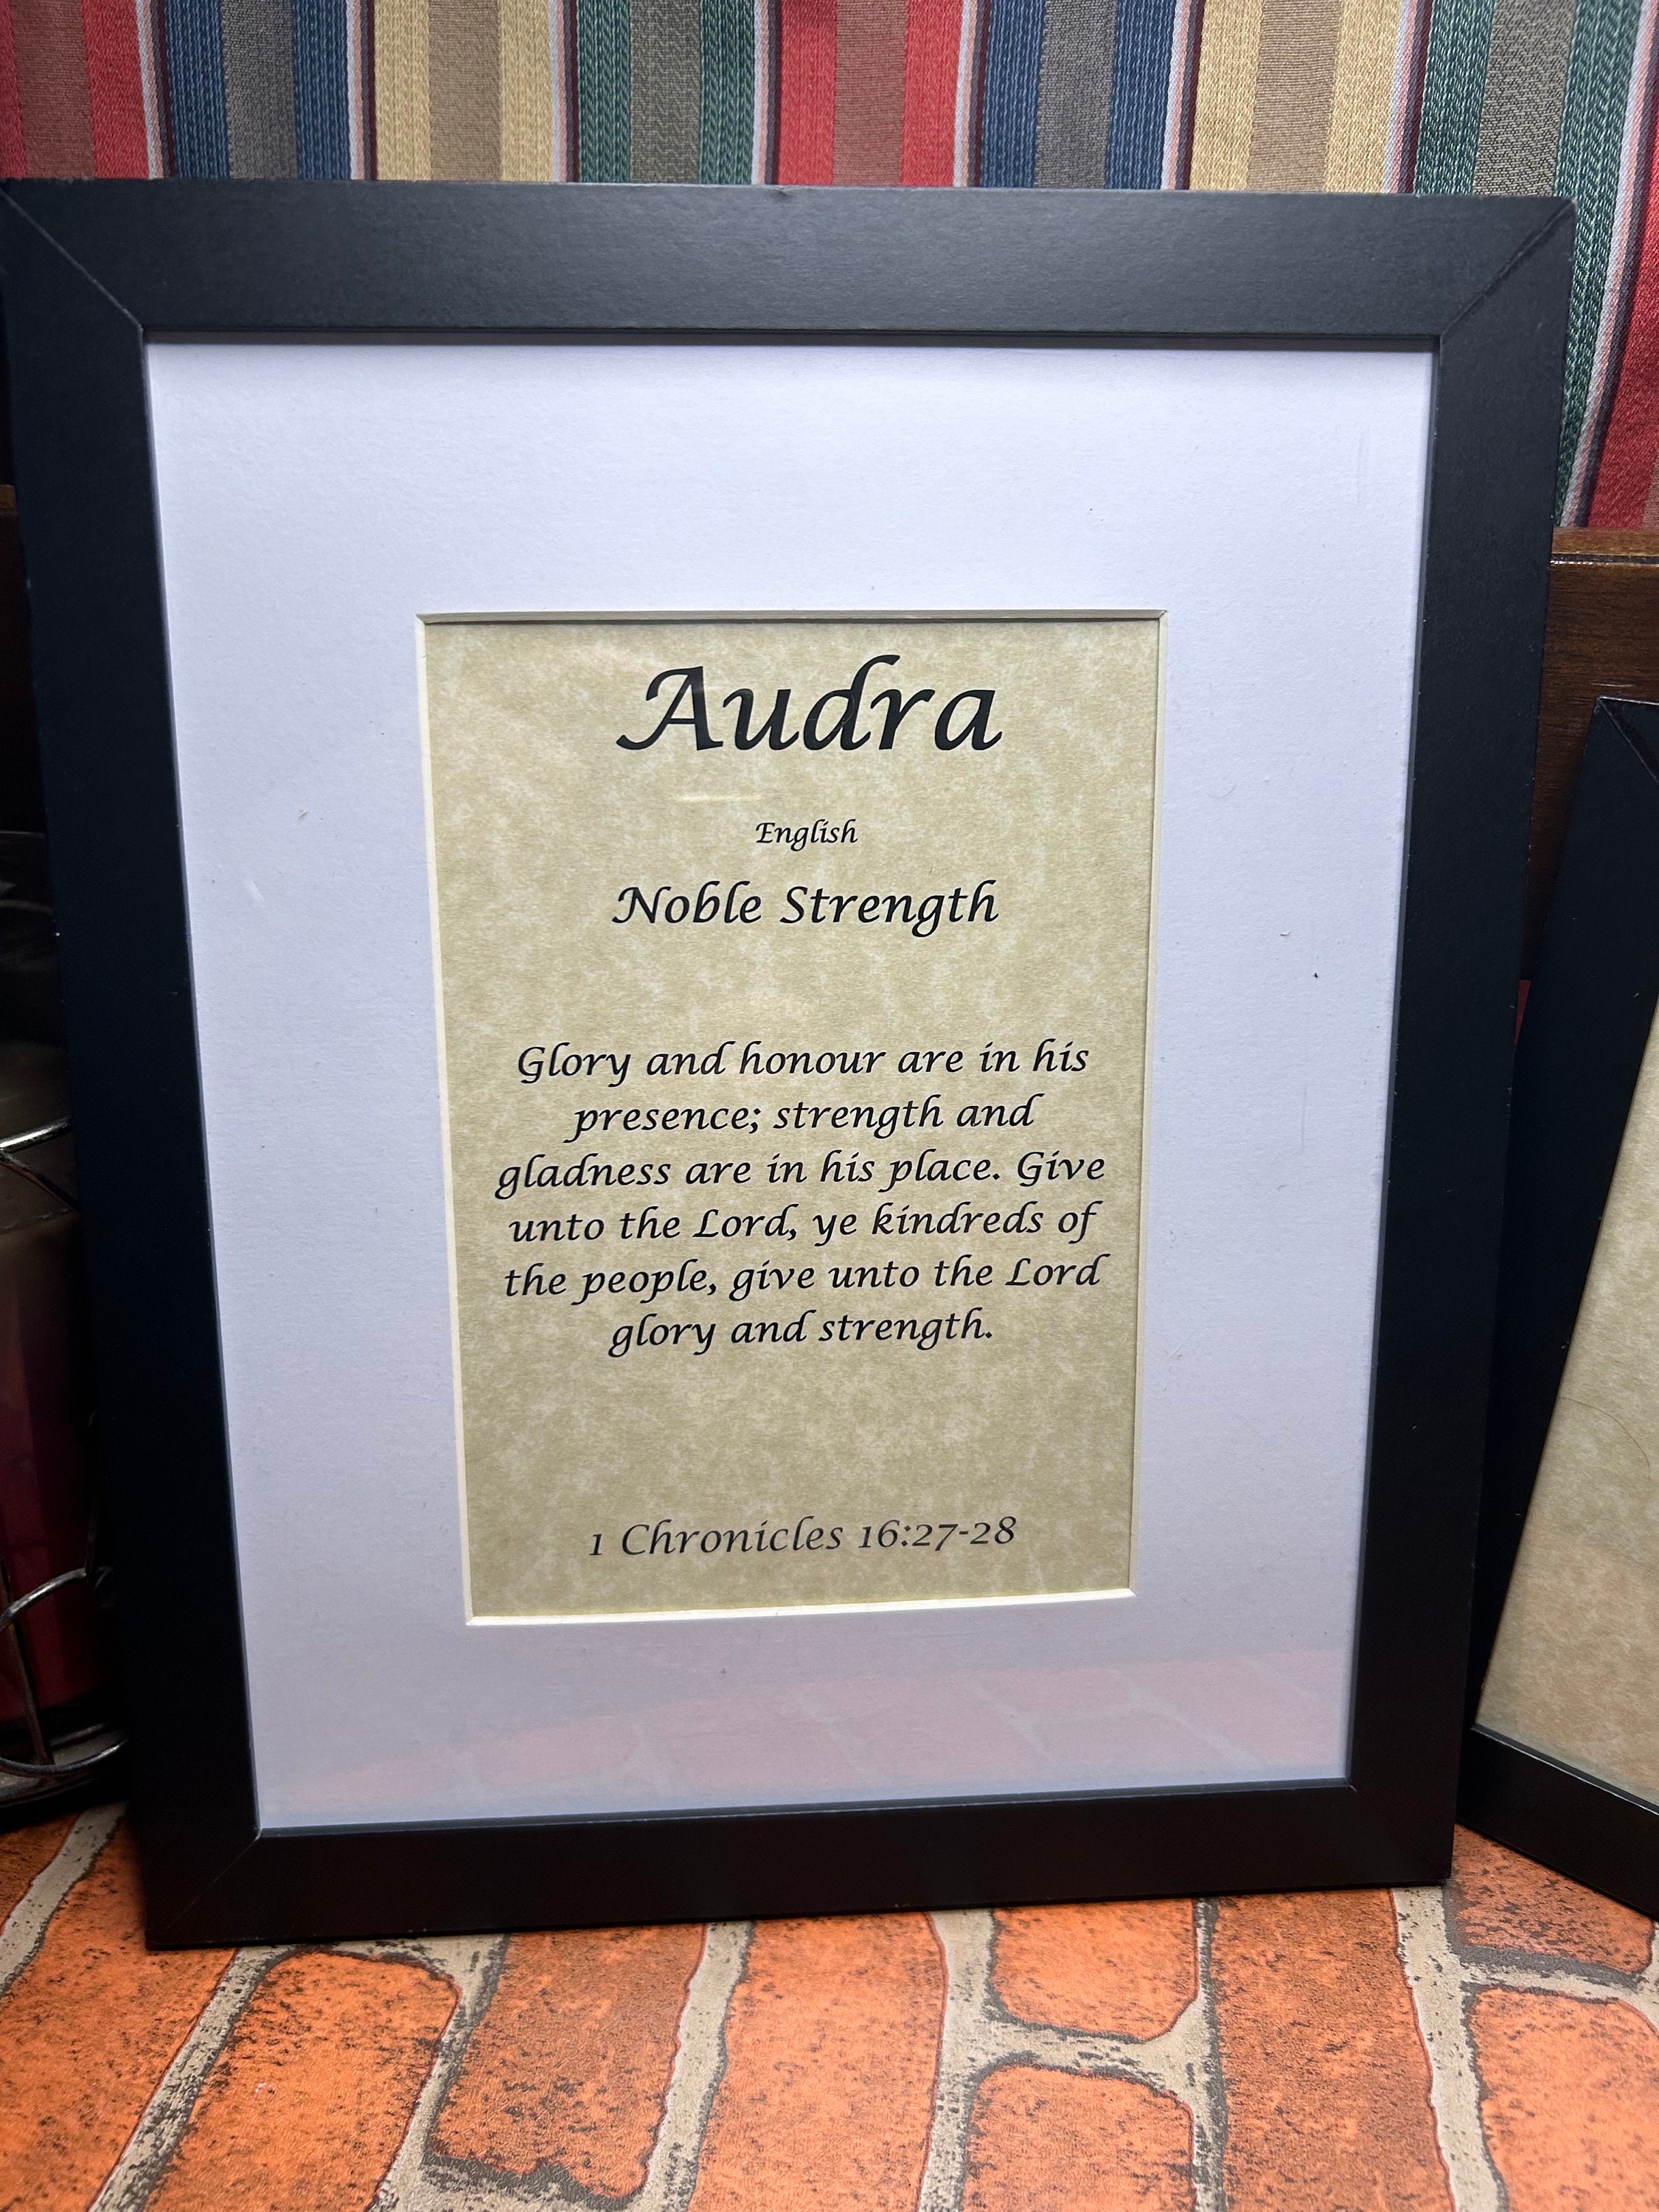 Audra
English
Noble Strength
Glory and honour are in his
presence; strength and
gladness are in his place. Give
unto the Lord, ye kindreds of
the people, give unto the Lord
glory and strength.
1 Chronicles 16:27-28